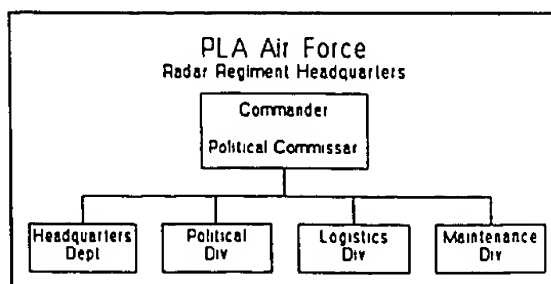 PLA Air Force
Radar Regiment Headquarters
Commander
Political Commissar
Headquarters
Dept
Political
Div
Logistics
Div
Maintenance
Div